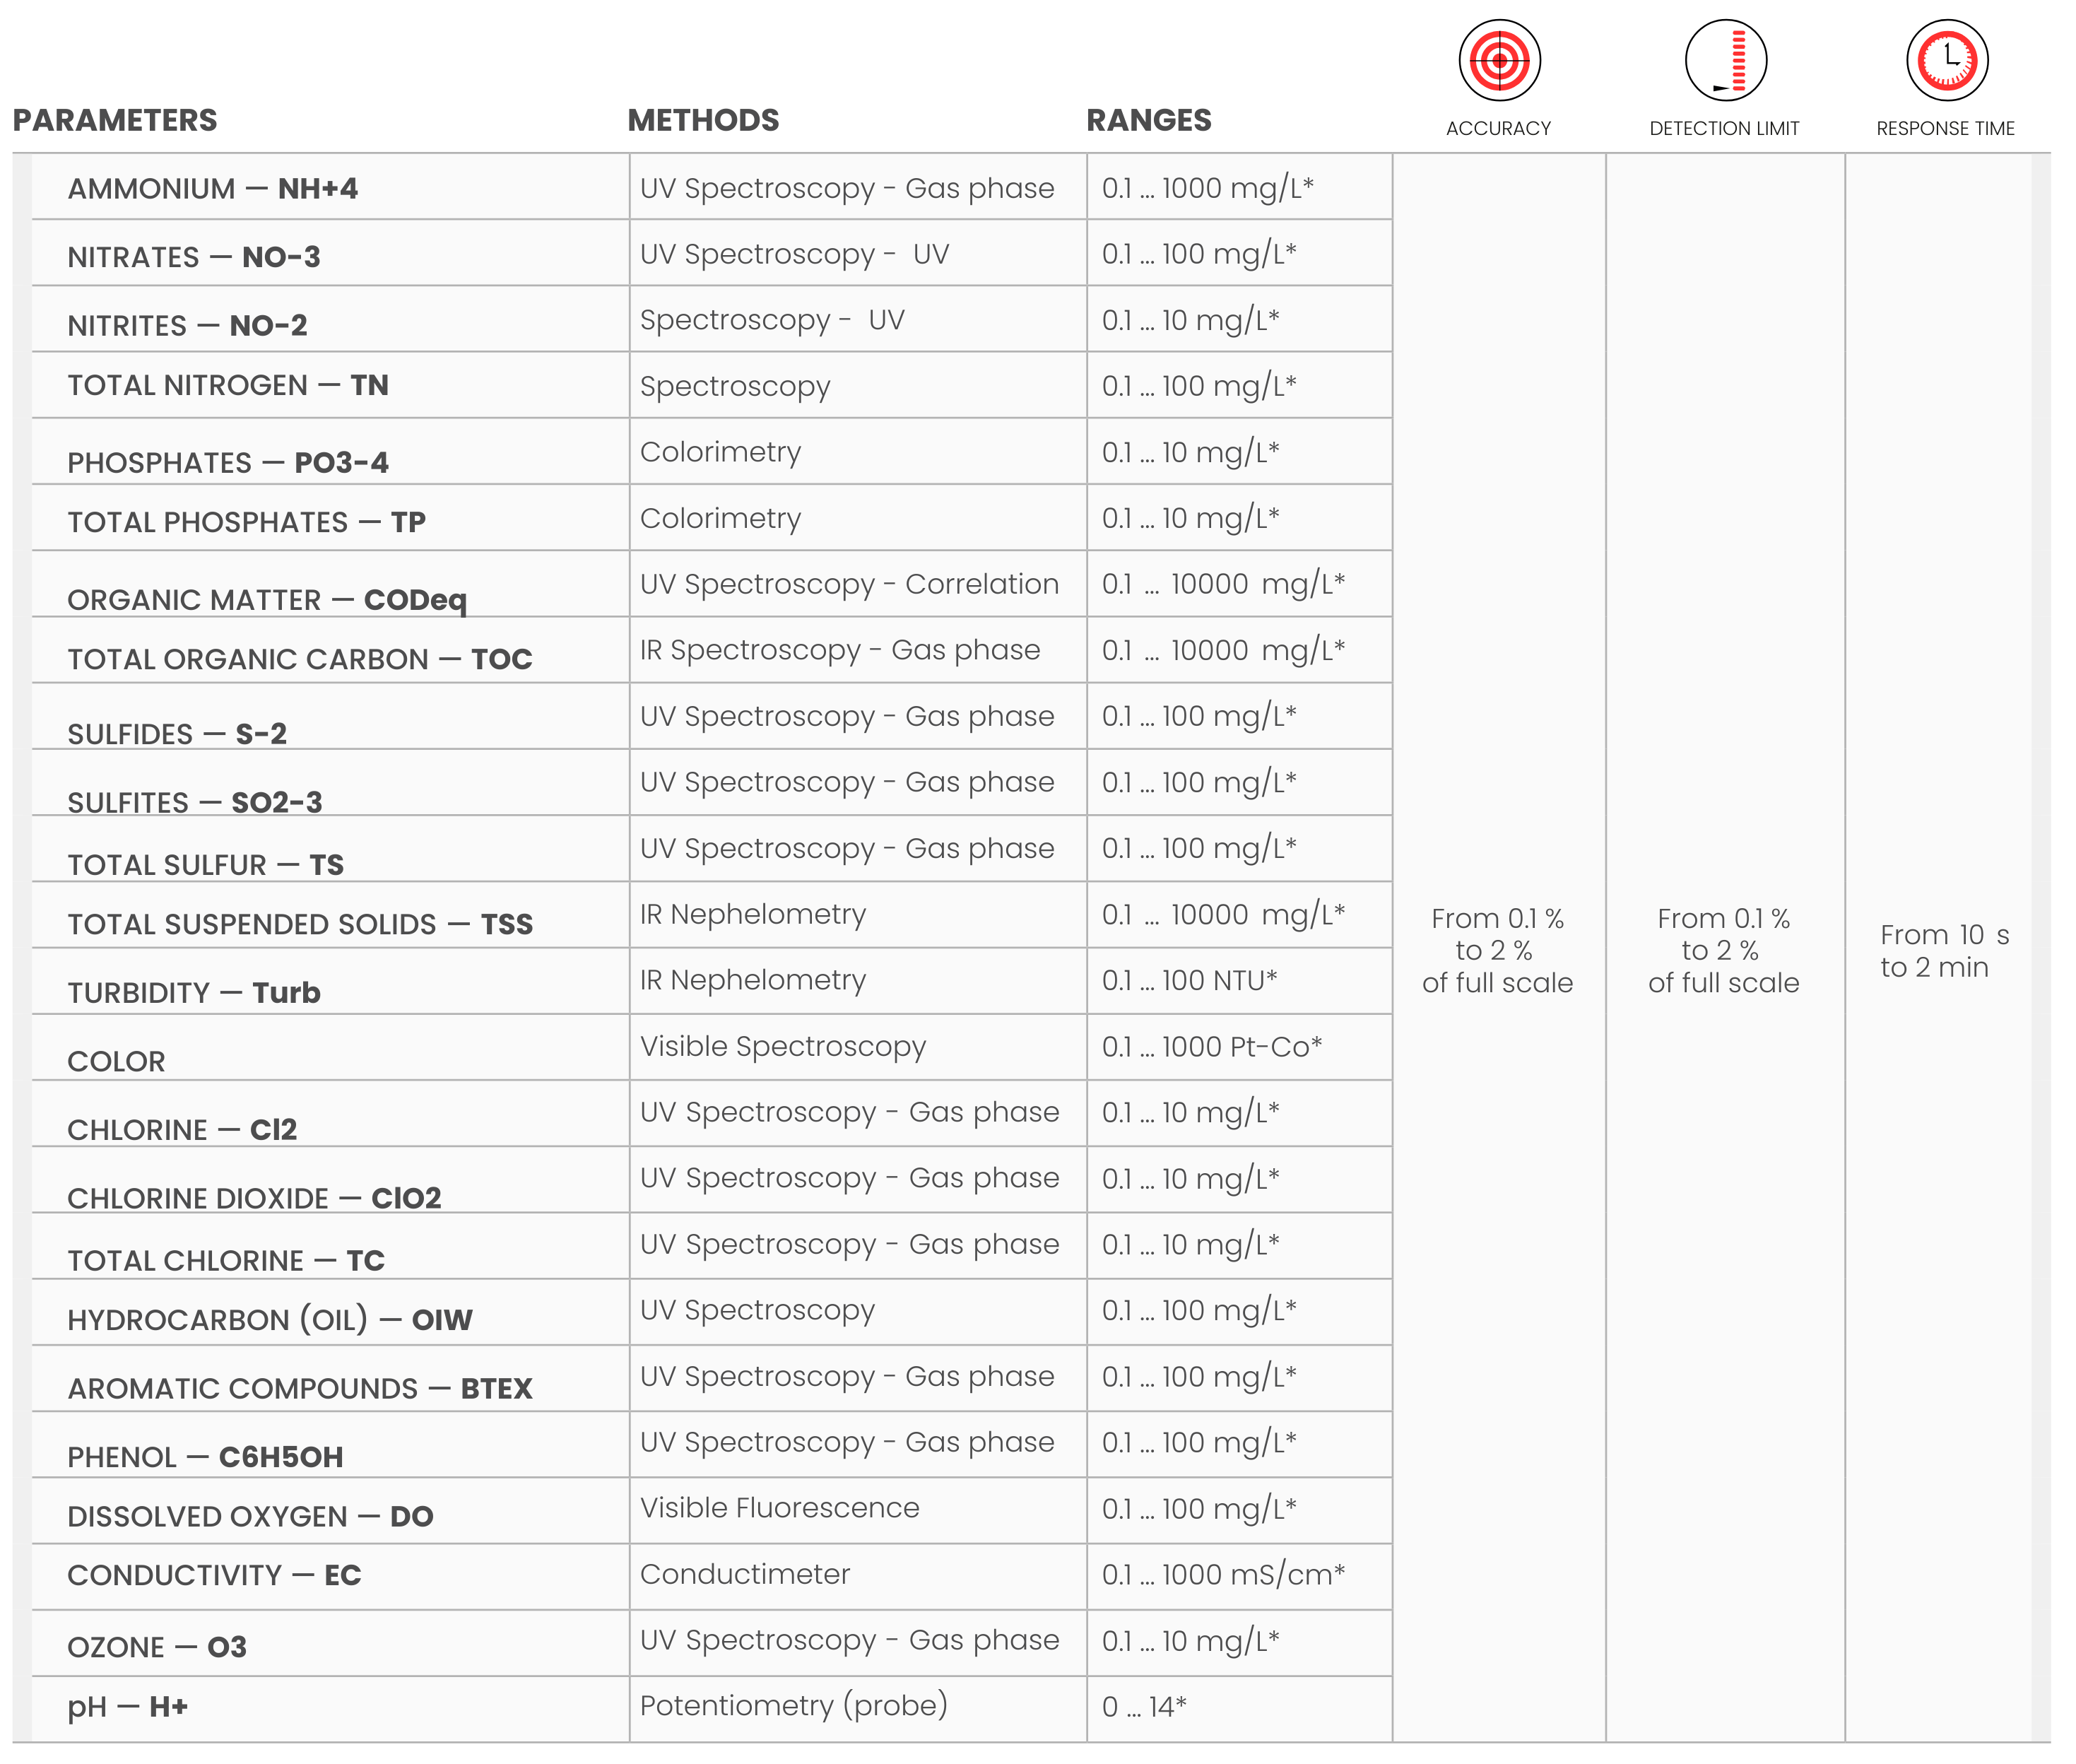 PARAMETERS METHODS RANGES ACCURACY DETECTION LIMIT RESPONSE TIME
AMMONIUM — NH+4 UV Spectroscopy - Gas phase 0.1 ... 1000 mg/L*
NITRATES — NO-3 UV Spectroscopy - UV 0.1 ... 100 mg/L*
NITRITES — NO-2 Spectroscopy - UV 0.1 ... 10 mg/L*
TOTAL NITROGEN — TN Spectroscopy 0.1 ... 100 mg/L*
PHOSPHATES — PO3-4 Colorimetry 0.1 ... 10 mg/L*
TOTAL PHOSPHATES — TP Colorimetry 0.1 ... 10 mg/L*
ORGANIC MATTER — CODeq UV Spectroscopy - Correlation 0.1 ... 10000 mg/L*
TOTAL ORGANIC CARBON — TOC IR Spectroscopy - Gas phase 0.1 ... 10000 mg/L*
SULFIDES — S-2 UV Spectroscopy - Gas phase 0.1 ... 100 mg/L*
SULFITES — SO2-3 UV Spectroscopy - Gas phase 0.1 ... 100 mg/L*
TOTAL SULFUR — TS UV Spectroscopy - Gas phase 0.1 ... 100 mg/L*
TOTAL SUSPENDED SOLIDS — TSS IR Nephelometry 0.1 ... 10000 mg/L*
TURBIDITY — Turb IR Nephelometry 0.1 ... 100 NTU*
COLOR Visible Spectroscopy 0.1 ... 1000 Pt-Co*
CHLORINE — Cl2 UV Spectroscopy - Gas phase 0.1 ... 10 mg/L*
CHLORINE DIOXIDE — ClO2 UV Spectroscopy - Gas phase 0.1 ... 10 mg/L*
TOTAL CHLORINE — TC UV Spectroscopy - Gas phase 0.1 ... 10 mg/L*
HYDROCARBON (OIL) — OIW UV Spectroscopy 0.1 ... 100 mg/L*
AROMATIC COMPOUNDS — BTEX UV Spectroscopy - Gas phase 0.1 ... 100 mg/L*
PHENOL — C6H5OH UV Spectroscopy - Gas phase 0.1 ... 100 mg/L*
DISSOLVED OXYGEN — DO Visible Fluorescence 0.1 ... 100 mg/L*
CONDUCTIVITY — EC Conductimeter 0.1 ... 1000 mS/cm*
OZONE — O3 UV Spectroscopy - Gas phase 0.1 ... 10 mg/L*
pH — H+ Potentiometry (probe) 0 ... 14*
From 0.1 %
to 2 %
of full scale
From 0.1 %
to 2 %
of full scale
From 10 s
to 2 min